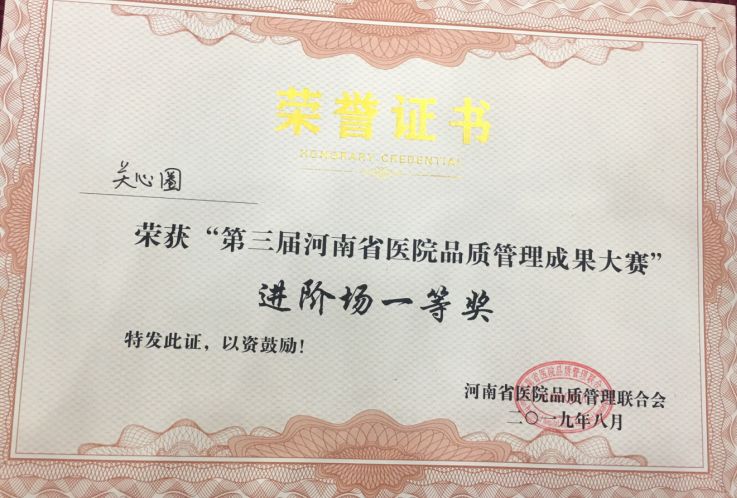 荣誉证书
HONORARY CREDENTIAL
关心圈
荣获“第三届河南省医院品质管理成果大赛”
进阶场一等奖
特发此证，以资鼓励！
河南省医院品质管理联合会
二〇一九年八月